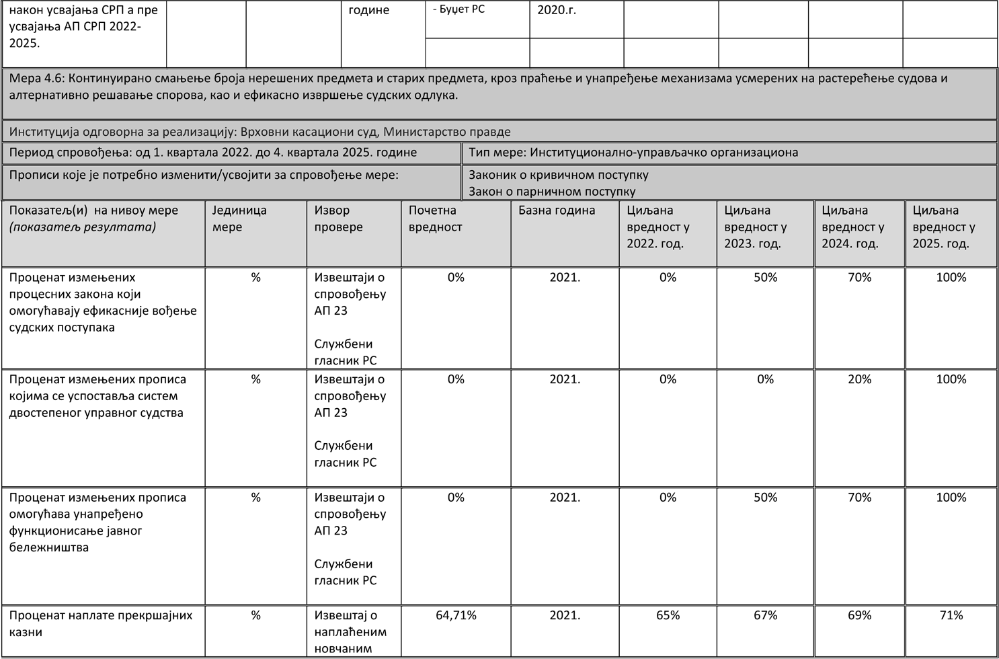 након усвајања СРП а пре
усвајања АП СРП 2022-
2025.
године
- Буџет РС
2020.г.
Мера 4.6: Континуирано смањење броја нерешених предмета и старих предмета, кроз праћење и унапређење механизама усмерених на растерећење судова и
алтернативно решавање спорова, као и ефикасно извршење судских одлука.
Институција одговорна за реализацију: Врховни касациони суд, Министарство правде
Период спровођења: од 1. квартала 2022. до 4. квартала 2025. године
Тип мере: Институционално-управљачко организациона
Прописи које је потребно изменити/усвојити за спровођење мере:
Законик о кривичном поступку
Закон о парничном поступку
Показатељ(и)  на нивоу мере
(показатељ резултата)
Јединица
мере
Извор
провере
Почетна
вредност
Базна година
Циљана
вредност у
2022. год.
Циљана
вредност у
2023. год.
Циљана
вредност у
2024. год.
Циљана
вредност у
2025. год.
Проценат измењених
процесних закона који
омогућавају ефикасније вођење
судских поступака
%
Извештаји о
спровођењу
АП 23
Службени
гласник РС
0%
2021.
0%
50%
70%
100%
Проценат измењених прописа
којима се успоставља систем
двостепеног управног судства
%
Извештаји о
спровођењу
АП 23
Службени
гласник РС
0%
2021.
0%
0%
20%
100%
Проценат измењених прописа
омогућава унапређено
функционисање јавног
бележништва
%
Извештаји о
спровођењу
АП 23
Службени
гласник РС
0%
2021.
0%
50%
70%
100%
Проценат наплате прекршајних
казни
%
Извештај о
наплаћеним
новчаним
64,71%
2021.
65%
67%
69%
71%